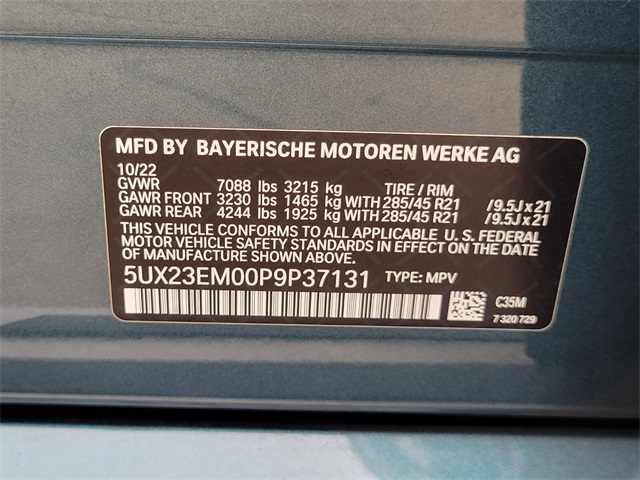 MFD BY BAYERISCHE MOTOREN WERKE AG
10/22
GVWR 7088 lbs 3215 kg TIRE / RIM
GAWR FRONT 3230 lbs 1465 kg WITH 285/45 R21 /9.5J x 21
GAWR REAR 4244 lbs 1925 kg WITH 285/45 R21 /9.5J x 21
THIS VEHICLE CONFORMS TO ALL APPLICABLE U. S. FEDERAL
MOTOR VEHICLE SAFETY STANDARDS IN EFFECT ON THE DATE
OF MANUFACTURE SHOWN ABOVE.
5UX23EM00P9P37131 TYPE: MPV
C35M
7 320 729